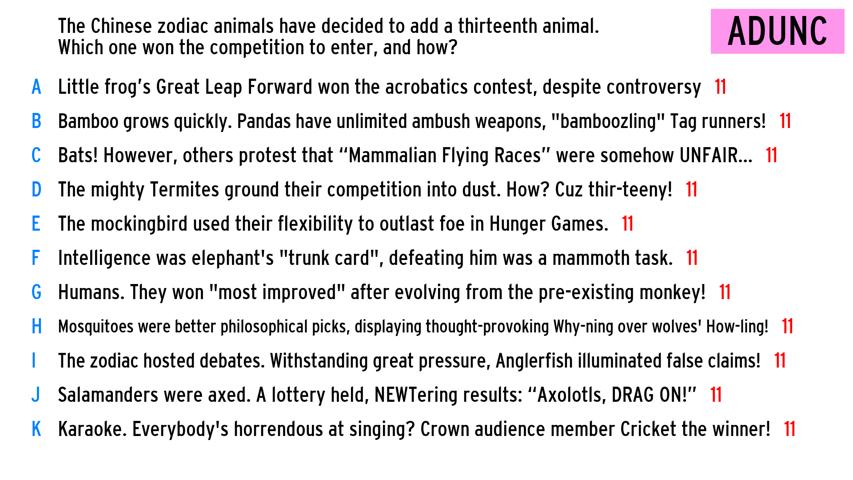 The Chinese zodiac animals have decided to add a thirteenth animal.
Which one won the competition to enter, and how?
ADUNC
A Little frog's Great Leap Forward won the acrobatics contest, despite controversy 11
B Bamboo grows quickly. Pandas have unlimited ambush weapons, "bamboozling" Tag runners! 11
C Bats! However, others protest that “Mammalian Flying Races” were somehow UNFAIR... 11
D The mighty Termites ground their competition into dust. How? Cuz thir-teeny! 11
E The mockingbird used their flexibility to outlast foe in Hunger Games. 11
F Intelligence was elephant's "trunk card", defeating him was a mammoth task. 11
G Humans. They won "most improved" after evolving from the pre-existing monkey! 11
H Mosquitoes were better philosophical picks, displaying thought-provoking Why-ning over wolves' How-ling! 11
I The zodiac hosted debates. Withstanding great pressure, Anglerfish illuminated false claims! 11
J Salamanders were axed. A lottery held, NEWTering results: “Axolotls, DRAG ON!” 11
K Karaoke. Everybody's horrendous at singing? Crown audience member Cricket the winner! 11